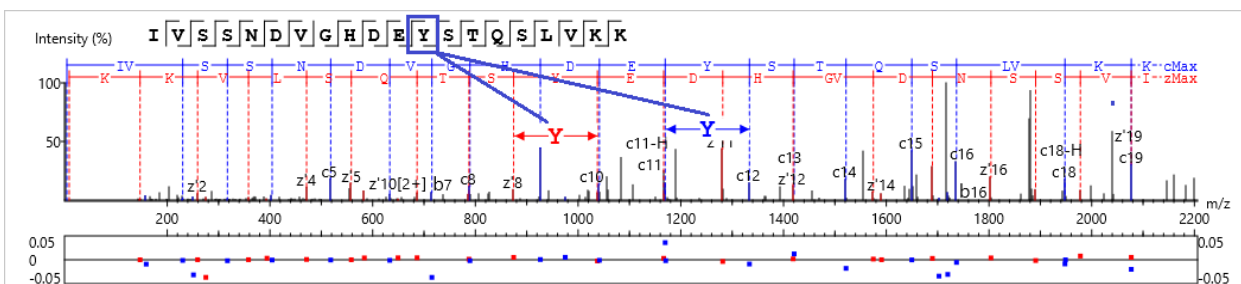 Intensity (%) I V S S N D V G H D E Y S T Q S L V K K
IV S S N D V G H D E Y S T Q S LV K K cMax
K K V L S Q T S E D H GV D N S S V I zMax
100
50
Y Y
c11-H z'19
c5 z'5 c8 c10 c11 c13 c15 c16 c18-H c19
z'2 z'4 z'10[2+] b7 z'8 c12 z'12 c14 z'14 b16 z'16 c18
200 400 600 800 1000 1200 1400 1600 1800 2000 2200 m/z
0.05 0.05
0 0
-0.05 -0.05